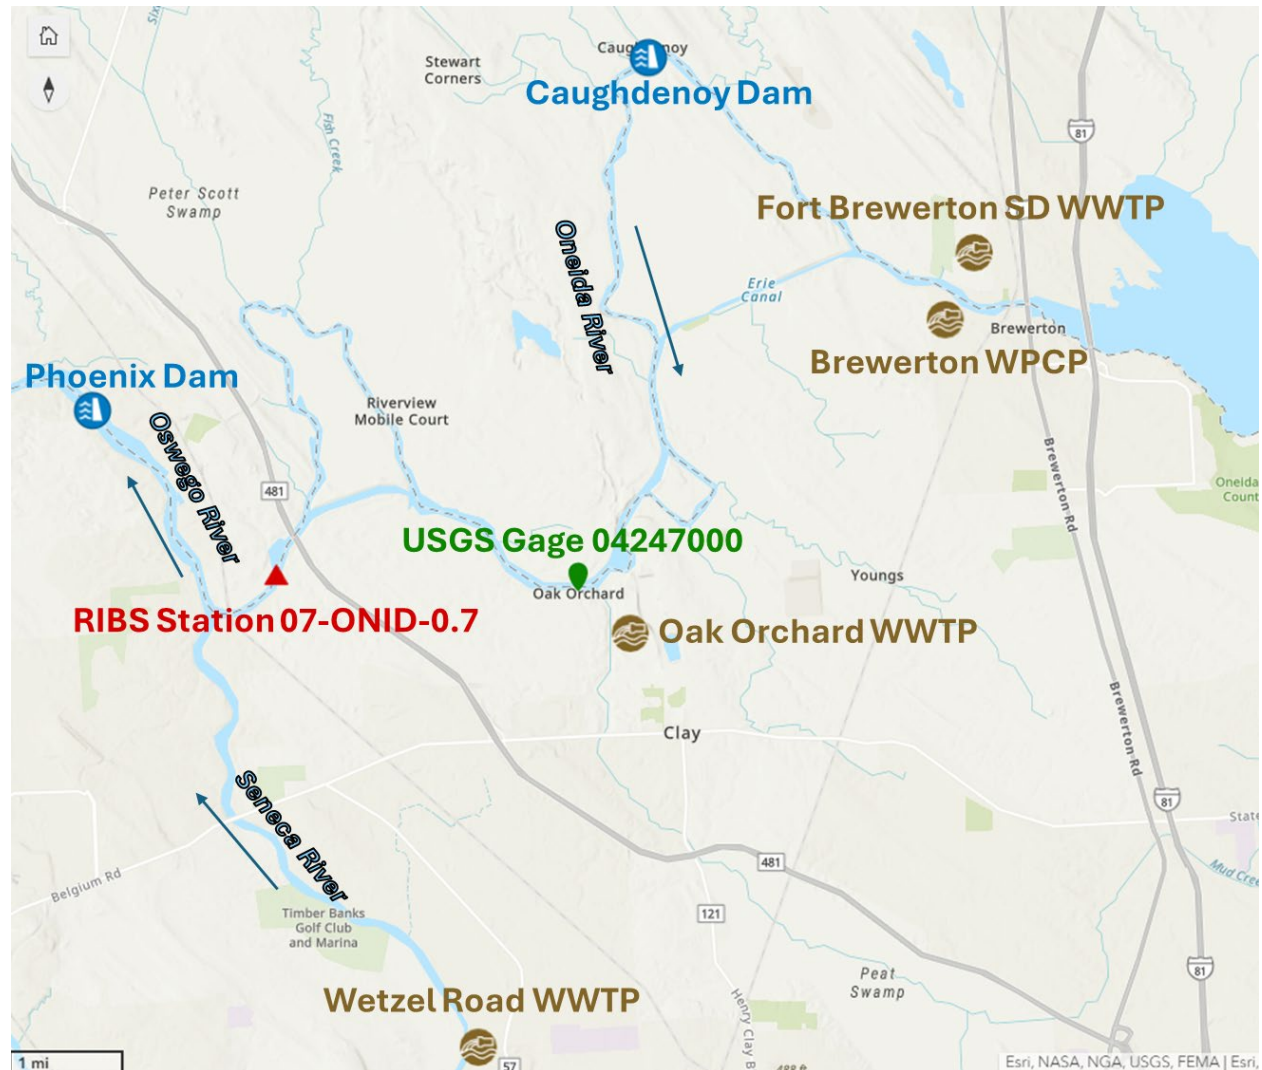 Six
Caughdenoy
Stewart
Corners
Caughdenoy Dam
81
Fish Creek
Peter Scott
Swamp
Fort Brewerton SD WWTP
Oneida River
Erie
Canal
Brewerton
Brewerton WPCP
Phoenix Dam
Riverview
Mobile Court
Oswego River
481
Brewerton Rd
Oneida
Count
USGS Gage 04247000
Oak Orchard
Youngs
RIBS Station 07-ONID-0.7
Oak Orchard WWTP
Clay
Brewerton Rd
Seneca River
81
State
481
Mud Cree
Belgium Rd
Timber Banks
Golf Club
and Marina
121
Peat
Swamp
81
Wetzel Road WWTP
Henry Clay B
57
488 ft
1 mi
Esri, NASA, NGA, USGS, FEMA | Esri,